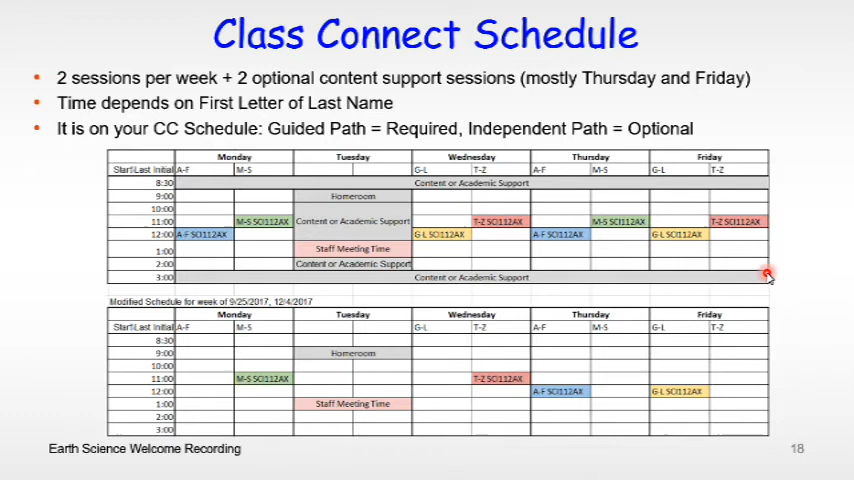 Class Connect Schedule
• 2 sessions per week + 2 optional content support sessions (mostly Thursday and Friday)
• Time depends on First Letter of Last Name
• It is on your CC Schedule: Guided Path = Required, Independent Path = Optional
Monday Tuesday Wednesday Thursday Friday
Start\Last Initial A-F M-S G-L T-Z A-F M-S G-L T-Z
8:30 Content or Academic Support
9:00 Homeroom
10:00
11:00 M-S SCI112AX Content or Academic Support T-Z SCI112AX M-S SCI112AX T-Z SCI112AX
12:00 A-F SCI112AX G-L SCI112AX A-F SCI112AX G-L SCI112AX
1:00 Staff Meeting Time
2:00 Content or Academic Support
3:00 Content or Academic Support
Modified Schedule for week of 9/25/2017, 12/4/2017
Monday Tuesday Wednesday Thursday Friday
Start\Last Initial A-F M-S G-L T-Z A-F M-S G-L T-Z
8:30
9:00 Homeroom
10:00
11:00 M-S SCI112AX T-Z SCI112AX
12:00 A-F SCI112AX G-L SCI112AX
1:00 Staff Meeting Time
2:00
3:00
Earth Science Welcome Recording 18